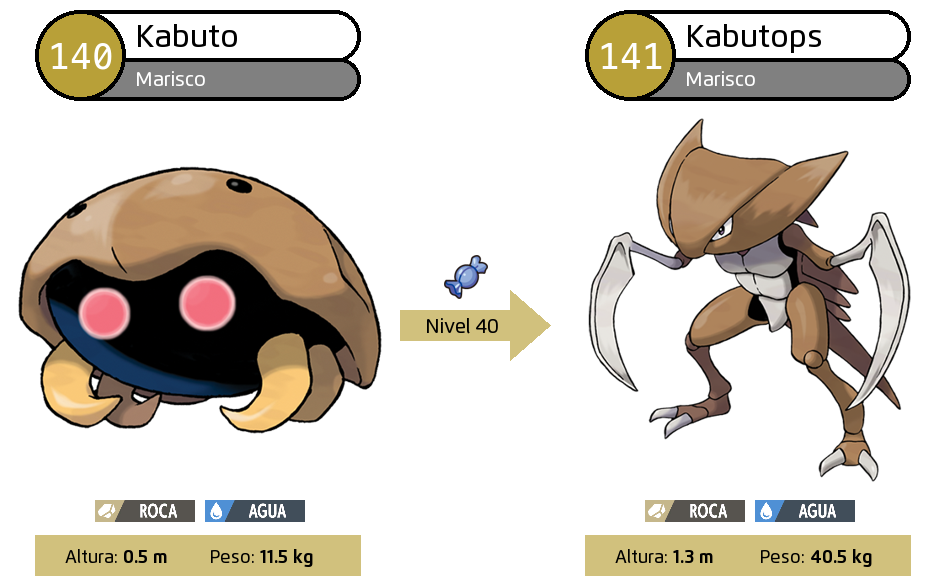 140
Kabuto
Marisco
141
Kabutops
Marisco
Nivel 40
ROCA
AGUA
ROCA
AGUA
Altura: 0.5 m
Peso: 11.5 kg
Altura: 1.3 m
Peso: 40.5 kg